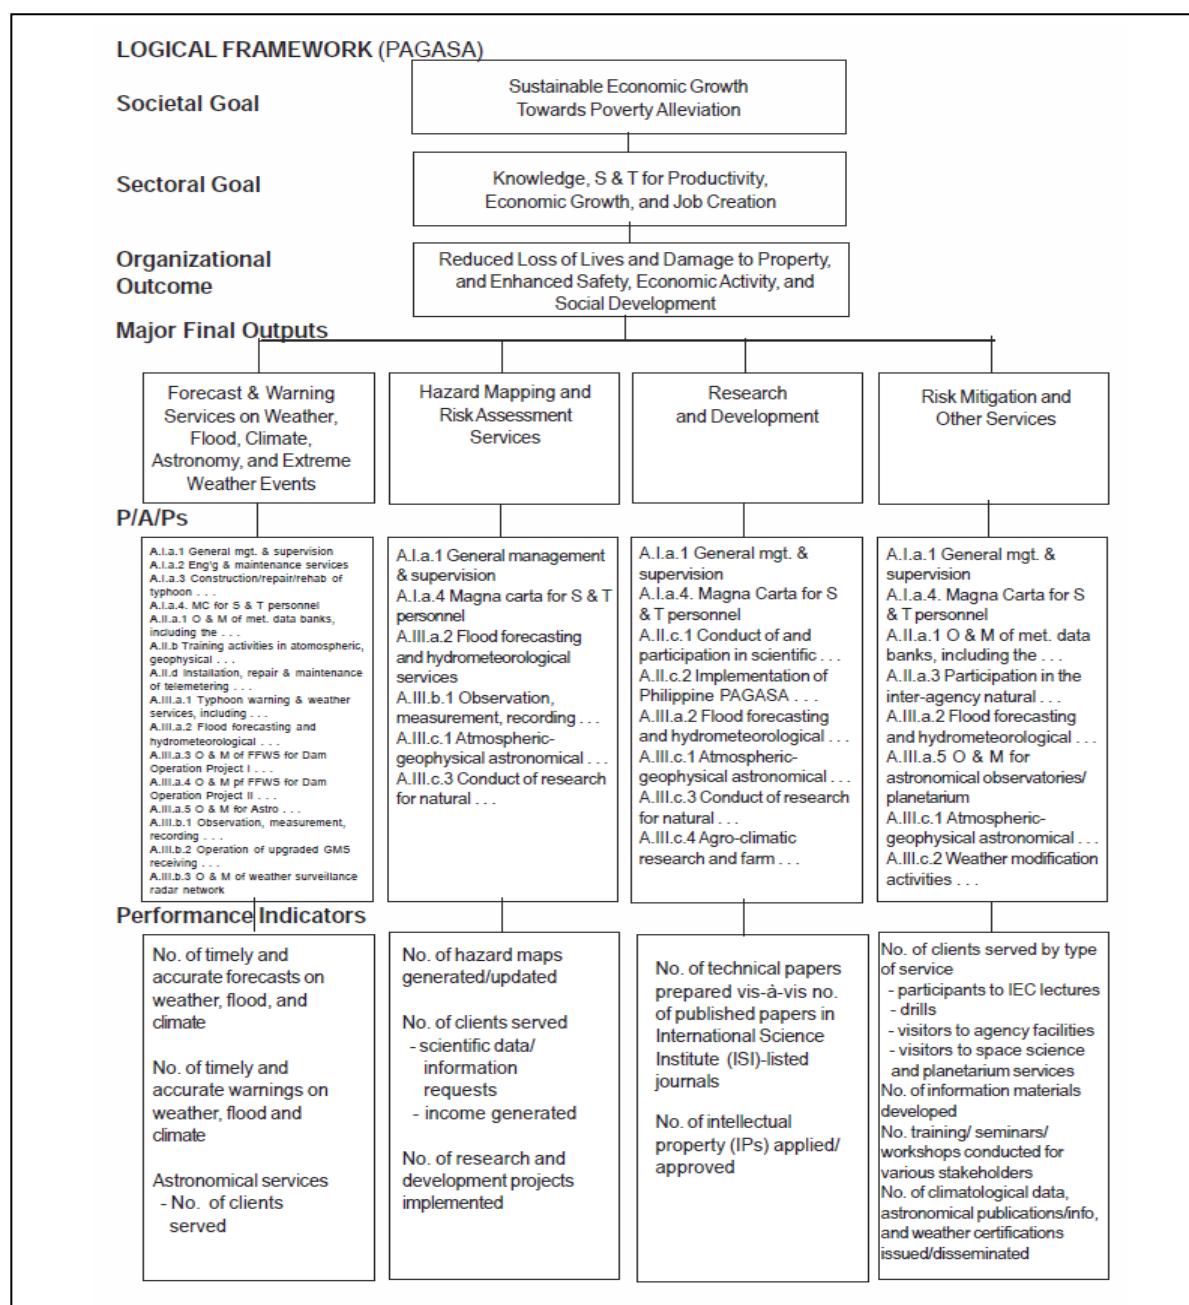 LOGICAL FRAMEWORK (PAGASA)
Societal Goal
Sustainable Economic Growth
Towards Poverty Alleviation
Sectoral Goal
Knowledge, S & T for Productivity,
Economic Growth, and Job Creation
Organizational
Outcome
Reduced Loss of Lives and Damage to Property,
and Enhanced Safety, Economic Activity, and
Social Development
Major Final Outputs
Forecast & Warning
Services on Weather,
Flood, Climate,
Astronomy, and Extreme
Weather Events
Hazard Mapping and
Risk Assessment
Services
Research
and Development
Risk Mitigation and
Other Services
P/A/Ps
A.I.a.1 General mgt. & supervision
A.I.a.2 Eng'g & maintenance services
A.I.a.3 Construction/repair/rehab of
typhoon . . .
A.I.a.4. MC for S & T personnel
A.II.a.1 O & M of met. data banks,
including the . . .
A.II.b Training activities in atomospheric,
geophysical . . .
A.II.d Installation, repair & maintenance
of telemetering . . .
A.III.a.1 Typhoon warning & weather
services, including . . .
A.III.a.2 Flood forecasting and
hydrometeorological . . .
A.III.a.3 O & M of FFWS for Dam
Operation Project I . . .
A.III.a.4 O & M pf FFWS for Dam
Operation Project II . . .
A.III.a.5 O & M for Astro . . .
A.III.b.1 Observation, measurement,
recording . . .
A.III.b.2 Operation of upgraded GMS
receiving . . .
A.III.b.3 O & M of weather surveillance
radar network
A.I.a.1 General management
& supervision
A.I.a.4 Magna carta for S & T
personnel
A.III.a.2 Flood forecasting
and hydrometeorological
services
A.III.b.1 Observation,
measurement, recording . . .
A.III.c.1 Atmospheric-
geophysical astronomical . . .
A.III.c.3 Conduct of research
for natural . . .
A.I.a.1 General mgt. &
supervision
A.I.a.4. Magna Carta for S
& T personnel
A.II.c.1 Conduct of and
participation in scientific . . .
A.II.c.2 Implementation of
Philippine PAGASA . . .
A.III.a.2 Flood forecasting
and hydrometeorological . . .
A.III.c.1 Atmospheric-
geophysical astronomical . . .
A.III.c.3 Conduct of research
for natural . . .
A.III.c.4 Agro-climatic
research and farm . . .
A.I.a.1 General mgt. &
supervision
A.I.a.4. Magna Carta for S
& T personnel
A.II.a.1 O & M of met. data
banks, including the . . .
A.II.a.3 Participation in the
inter-agency natural . . .
A.III.a.2 Flood forecasting
and hydrometeorological . . .
A.III.a.5 O & M for
astronomical observatories/
planetarium
A.III.c.1 Atmospheric-
geophysical astronomical . . .
A.III.c.2 Weather modification
activities . . .
Performance Indicators
No. of timely and
accurate forecasts on
weather, flood, and
climate
No. of timely and
accurate warnings on
weather, flood and
climate
Astronomical services
- No. of clients
served
No. of hazard maps
generated/updated
No. of clients served
- scientific data/
information
requests
- income generated
No. of research and
development projects
implemented
No. of technical papers
prepared vis-à-vis no.
of published papers in
International Science
Institute (ISI)-listed
journals
No. of intellectual
property (IPs) applied/
approved
No. of clients served by type
of service
- participants to IEC lectures
- drills
- visitors to agency facilities
- visitors to space science
and planetarium services
No. of information materials
developed
No. training/ seminars/
workshops conducted for
various stakeholders
No. of climatological data,
astronomical publications/info,
and weather certifications
issued/disseminated